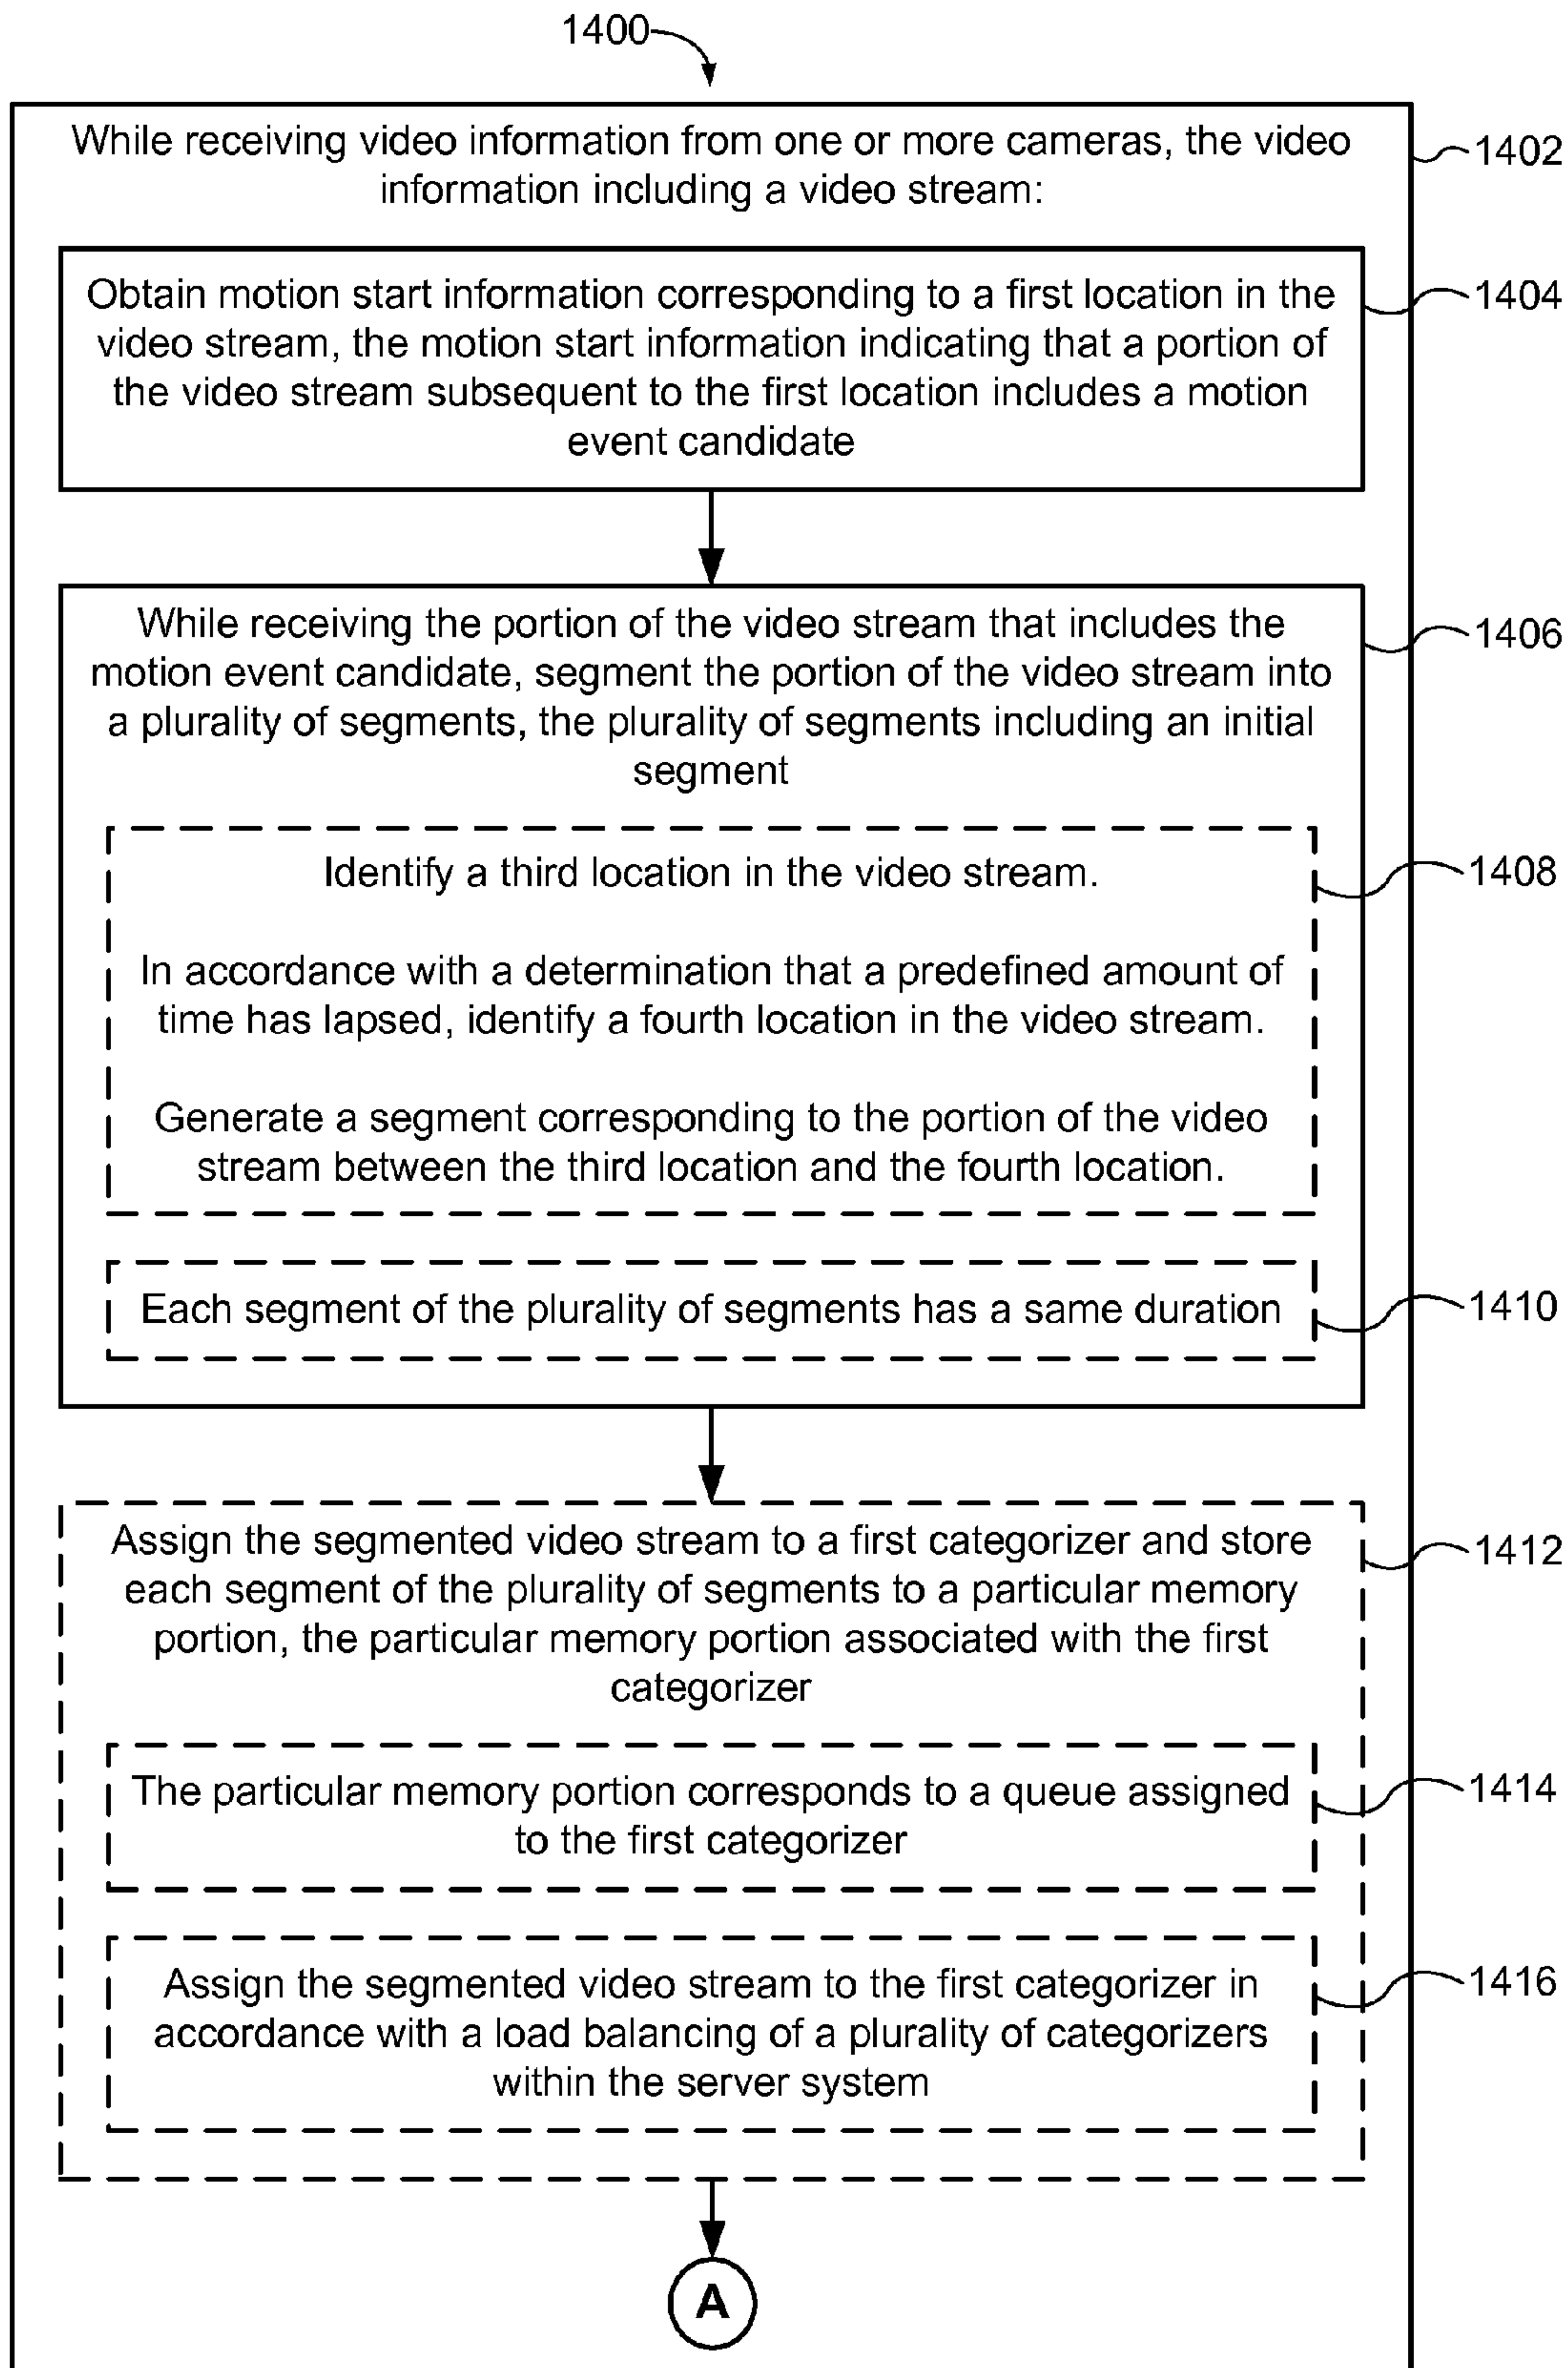 1400
While receiving video information from one or more cameras, the video
information including a video stream:
1402
Obtain motion start information corresponding to a first location in the
video stream, the motion start information indicating that a portion of
the video stream subsequent to the first location includes a motion
event candidate
1404
While receiving the portion of the video stream that includes the
motion event candidate, segment the portion of the video stream into
a plurality of segments, the plurality of segments including an initial
segment
1406
Identify a third location in the video stream.
In accordance with a determination that a predefined amount of
time has lapsed, identify a fourth location in the video stream.
Generate a segment corresponding to the portion of the video
stream between the third location and the fourth location.
1408
Each segment of the plurality of segments has a same duration
1410
Assign the segmented video stream to a first categorizer and store
each segment of the plurality of segments to a particular memory
portion, the particular memory portion associated with the first
categorizer
1412
The particular memory portion corresponds to a queue assigned
to the first categorizer
1414
Assign the segmented video stream to the first categorizer in
accordance with a load balancing of a plurality of categorizers
within the server system
1416
A